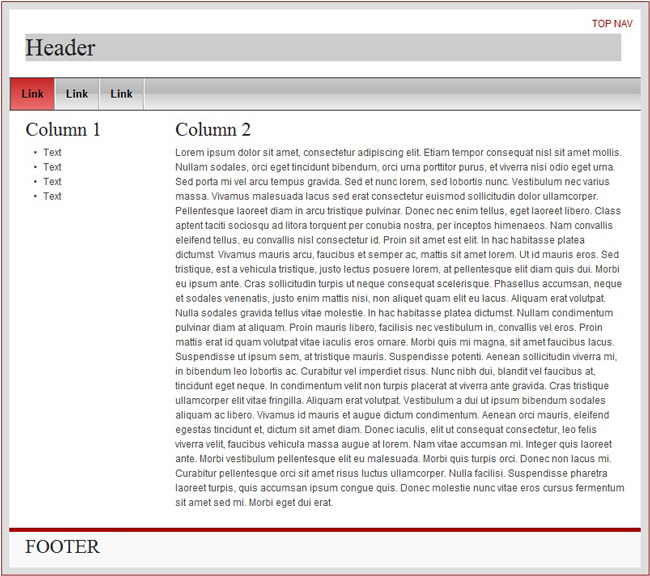 TOP NAV
Header
Link Link Link
Column 1
• Text
• Text
• Text
• Text
Column 2
Lorem ipsum dolor sit amet, consectetur adipiscing elit. Etiam tempor consequat nisl sit amet mollis.
Nullam sodales, orci eget tincidunt bibendum, orci urna porttitor purus, et viverra nisi odio eget urna.
Sed porta mi vel arcu tempus gravida. Sed et nunc lorem, sed lobortis nunc. Vestibulum nec varius
massa. Vivamus malesuada lacus sed erat consectetur euismod sollicitudin dolor ullamcorper.
Pellentesque laoreet diam in arcu tristique pulvinar. Donec nec enim tellus, eget laoreet libero. Class
aptent taciti sociosqu ad litora torquent per conubia nostra, per inceptos himenaeos. Nam convallis
eleifend tellus, eu convallis nisl consectetur id. Proin sit amet est elit. In hac habitasse platea
dictumst. Vivamus mauris arcu, faucibus et semper ac, mattis sit amet lorem. Ut id mauris eros. Sed
tristique, est a vehicula tristique, justo lectus posuere lorem, at pellentesque elit diam quis dui. Morbi
eu ipsum ante. Cras sollicitudin turpis ut neque consequat scelerisque. Phasellus accumsan, neque
et sodales venenatis, justo enim mattis nisi, non aliquet quam elit eu lacus. Aliquam erat volutpat.
Nulla sodales gravida tellus vitae molestie. In hac habitasse platea dictumst. Nullam condimentum
pulvinar diam at aliquam. Proin mauris libero, facilisis nec vestibulum in, convallis vel eros. Proin
mattis erat id quam volutpat vitae iaculis eros ornare. Morbi quis mi magna, sit amet faucibus lacus.
Suspendisse ut ipsum sem, at tristique mauris. Suspendisse potenti. Aenean sollicitudin viverra mi,
in bibendum leo lobortis ac. Curabitur vel imperdiet risus. Nunc nibh dui, blandit vel faucibus at,
tincidunt eget neque. In condimentum velit non turpis placerat at viverra ante gravida. Cras tristique
ullamcorper elit vitae fringilla. Aliquam erat volutpat. Vestibulum a dui ut ipsum bibendum sodales
aliquam ac libero. Vivamus id mauris et augue dictum condimentum. Aenean orci mauris, eleifend
egestas tincidunt et, dictum sit amet diam. Donec iaculis, elit ut consequat consectetur, leo felis
viverra velit, faucibus vehicula massa augue at lorem. Nam vitae accumsan mi. Integer quis laoreet
ante. Morbi vestibulum pellentesque elit eu malesuada. Morbi quis turpis orci. Donec non lacus mi.
Curabitur pellentesque orci sit amet risus luctus ullamcorper. Nulla facilisi. Suspendisse pharetra
laoreet turpis, quis accumsan ipsum congue quis. Donec molestie nunc vitae eros cursus fermentum
sit amet sed mi. Morbi eget dui erat.
FOOTER